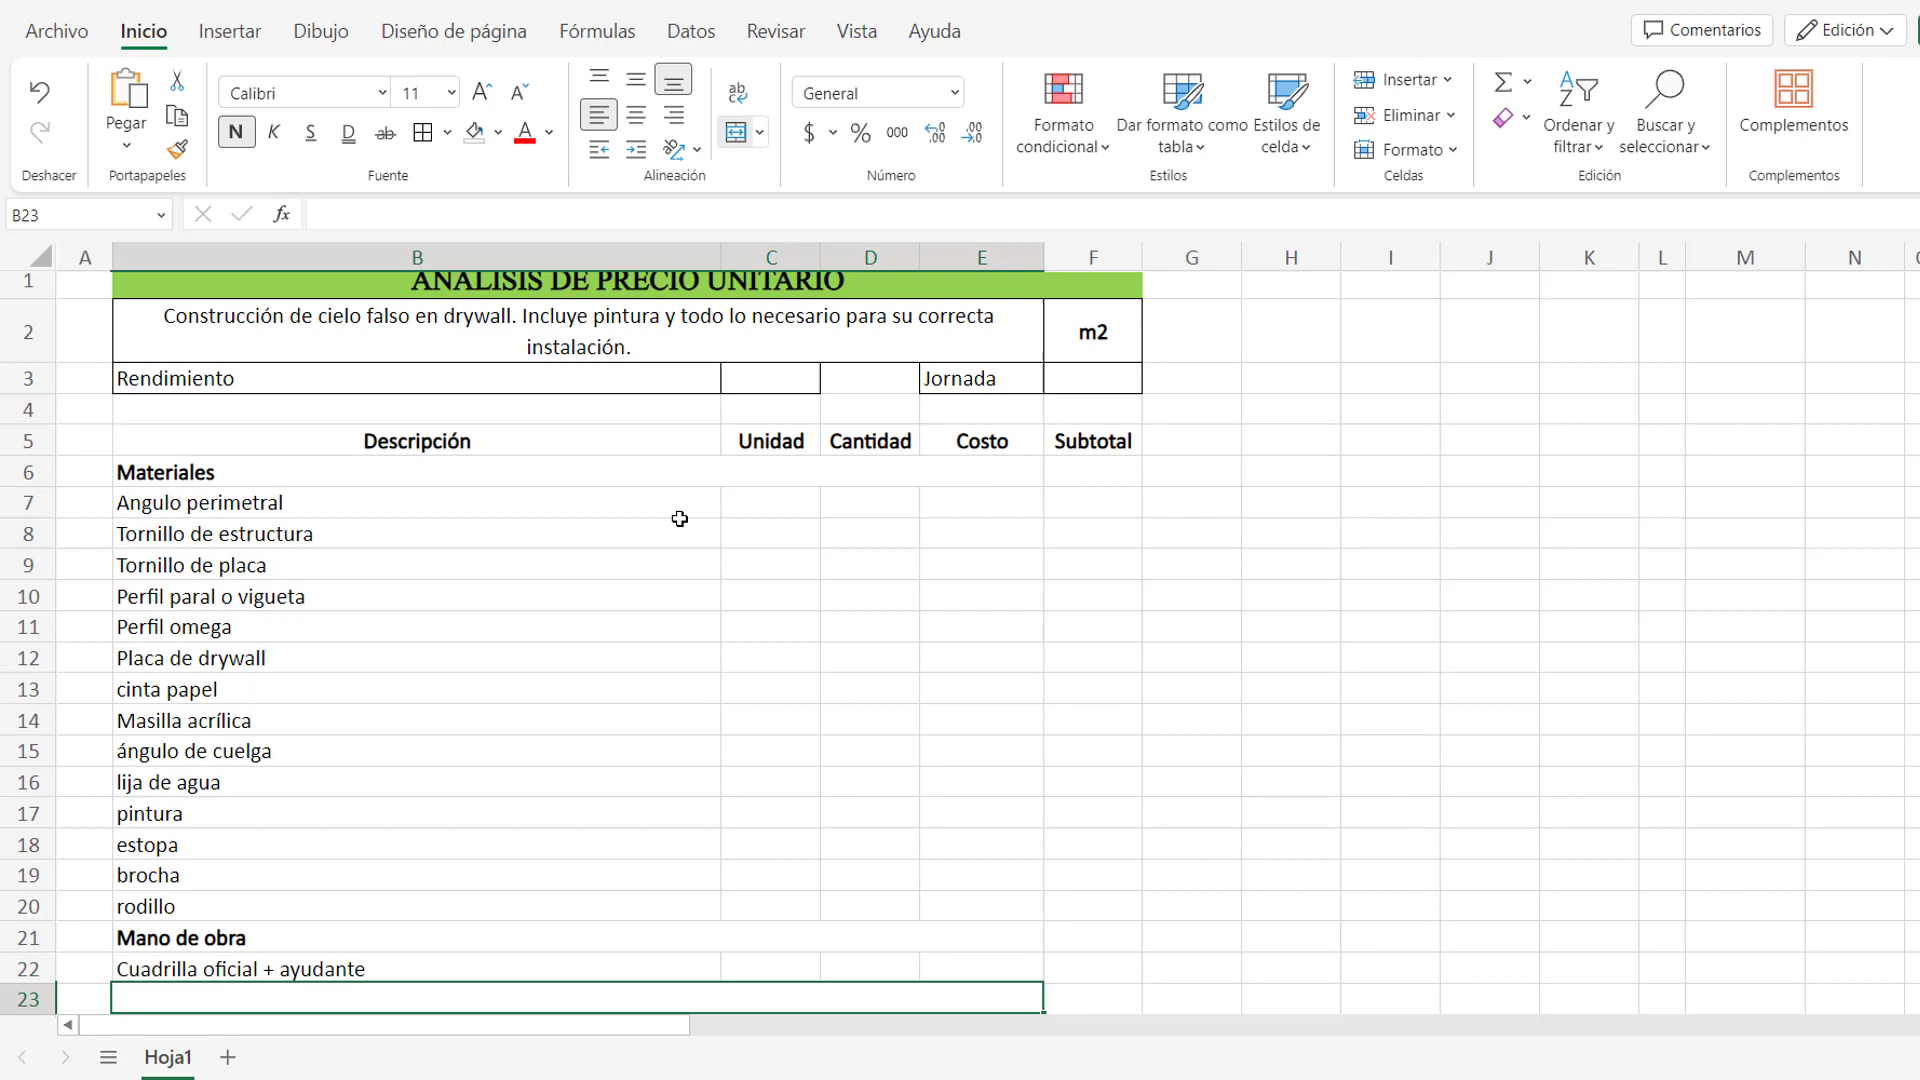 Archivo Inicio Insertar Dibujo Diseño de página Fórmulas Datos Revisar Vista Ayuda Comentarios Edición
Pegar Calibri 11 General Formato condicional Dar formato como tabla Estilos de celda Insertar Eliminar Formato Ordenar y filtrar Buscar y seleccionar Complementos
N K S D ab ab c $ % 000 A Z
Deshacer Portapapeles Fuente Alineación Número Estilos Celdas Edición Complementos
B23 fx
A B C D E F G H I J K L M N
1 ANALISIS DE PRECIO UNITARIO
2 Construcción de cielo falso en drywall. Incluye pintura y todo lo necesario para su correcta
instalación. m2
3 Rendimiento Jornada
4
5 Descripción Unidad Cantidad Costo Subtotal
6 Materiales
7 Angulo perimetral
8 Tornillo de estructura
9 Tornillo de placa
10 Perfil paral o vigueta
11 Perfil omega
12 Placa de drywall
13 cinta papel
14 Masilla acrílica
15 ángulo de cuelga
16 lija de agua
17 pintura
18 estopa
19 brocha
20 rodillo
21 Mano de obra
22 Cuadrilla oficial + ayudante
23
Hoja1